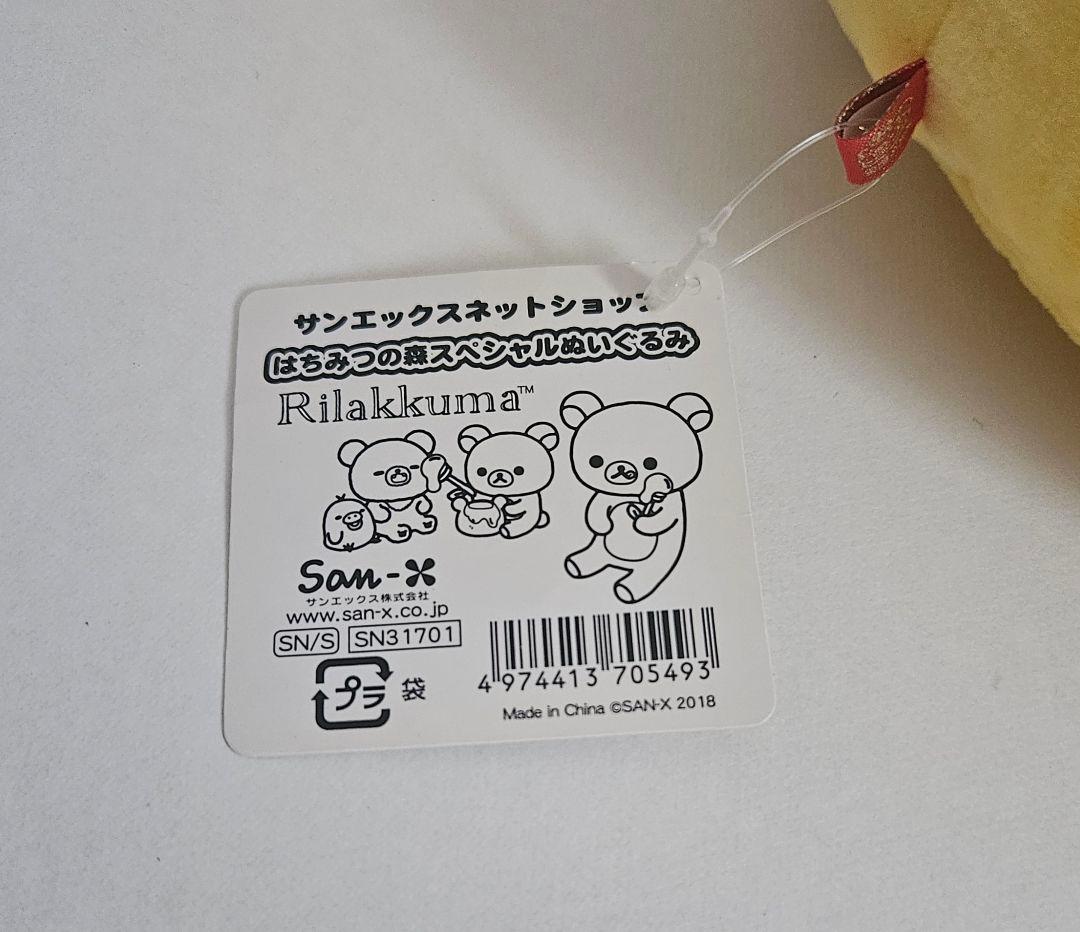 サンエックスネットショップ
はちみつの森スペシャルぬいぐるみ
Rilakkuma™
San-X
サンエックス株式会社
www.san-x.co.jp
SN/S SN31701
プラ 袋
4 974413 705493
Made in China ©SAN-X 2018